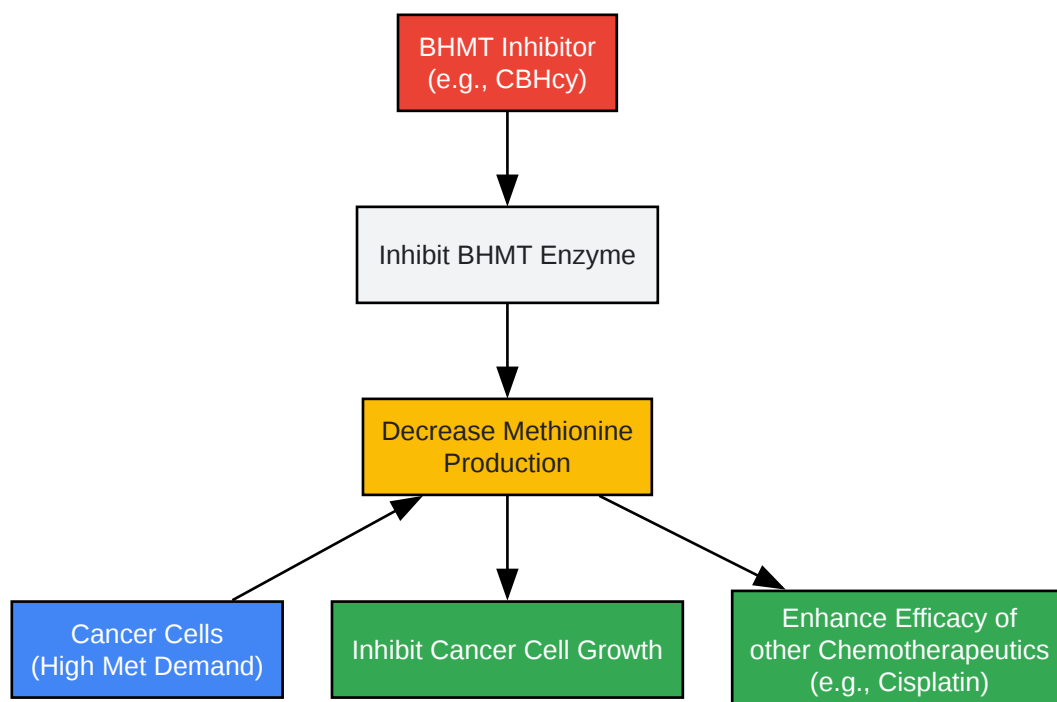 BHMT Inhibitor
(e.g., CBHcy)
Inhibit BHMT Enzyme
Decrease Methionine
Production
Cancer Cells
(High Met Demand)
Inhibit Cancer Cell Growth
Enhance Efficacy of
other Chemotherapeutics
(e.g., Cisplatin)